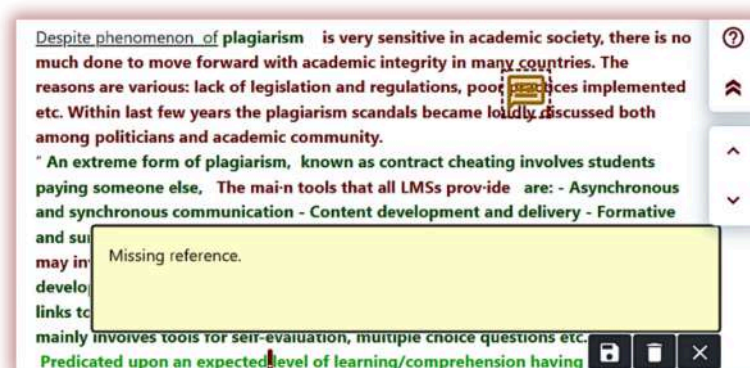 Despite phenomenon of plagiarism is very sensitive in academic society, there is no
much done to move forward with academic integrity in many countries. The
reasons are various: lack of legislation and regulations, poor practices implemented
etc. Within last few years the plagiarism scandals became loudly discussed both
among politicians and academic community.
" An extreme form of plagiarism, known as contract cheating involves students
paying someone else, The mai-n tools that all LMSs prov-ide are: - Asynchronous
and synchronous communication - Content development and delivery - Formative
and
may
Missing reference.
links
mainly involves tools for self-evaluation, multiple choice questions etc.
Predicated upon an expected level of learning/comprehension having